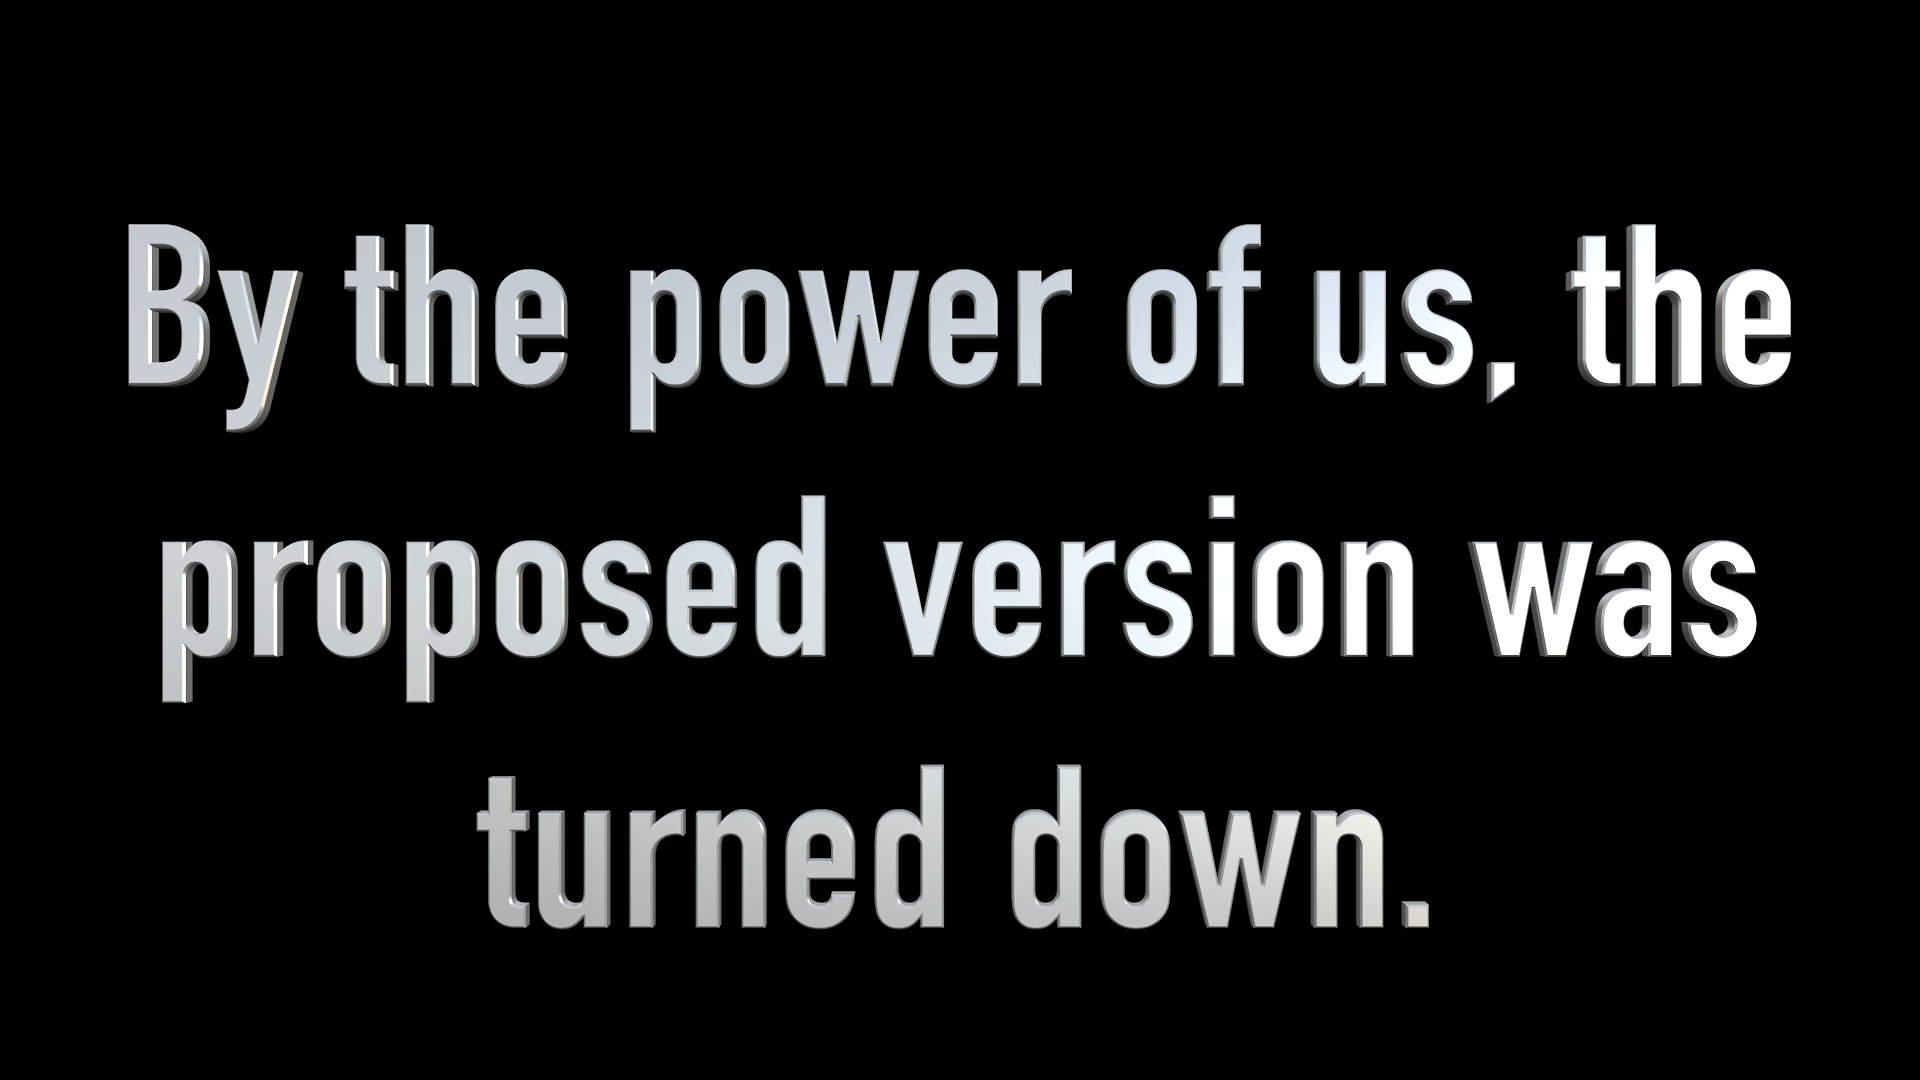 By the power of us, the
proposed version was
turned down.